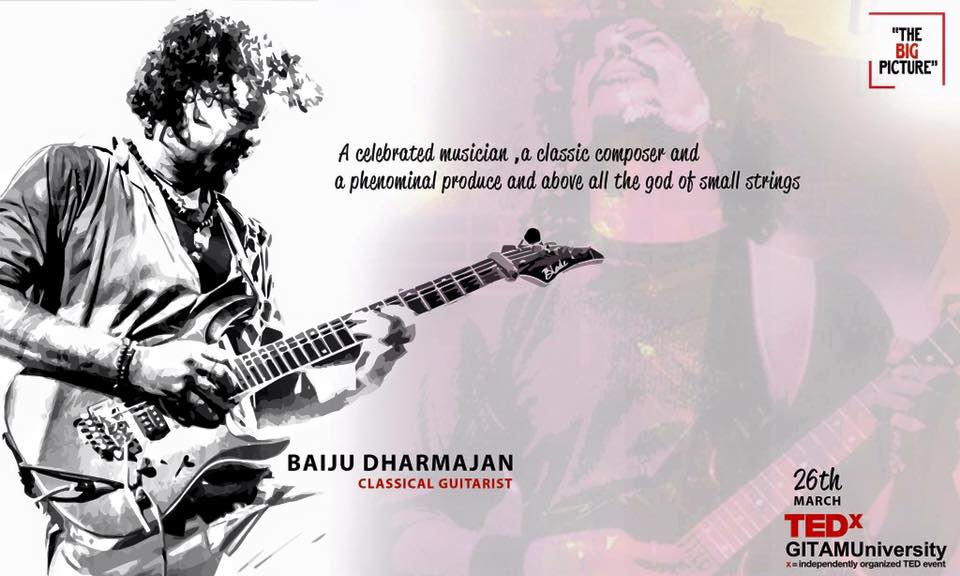 "THE
BIG
PICTURE"
A celebrated musician ,a classic composer and
a phenominal produce and above all the god of small strings
Blade
BAIJU DHARMAJAN
CLASSICAL GUITARIST
26th
MARCH
TEDx
GITAMUniversity
x = independently organized TED event